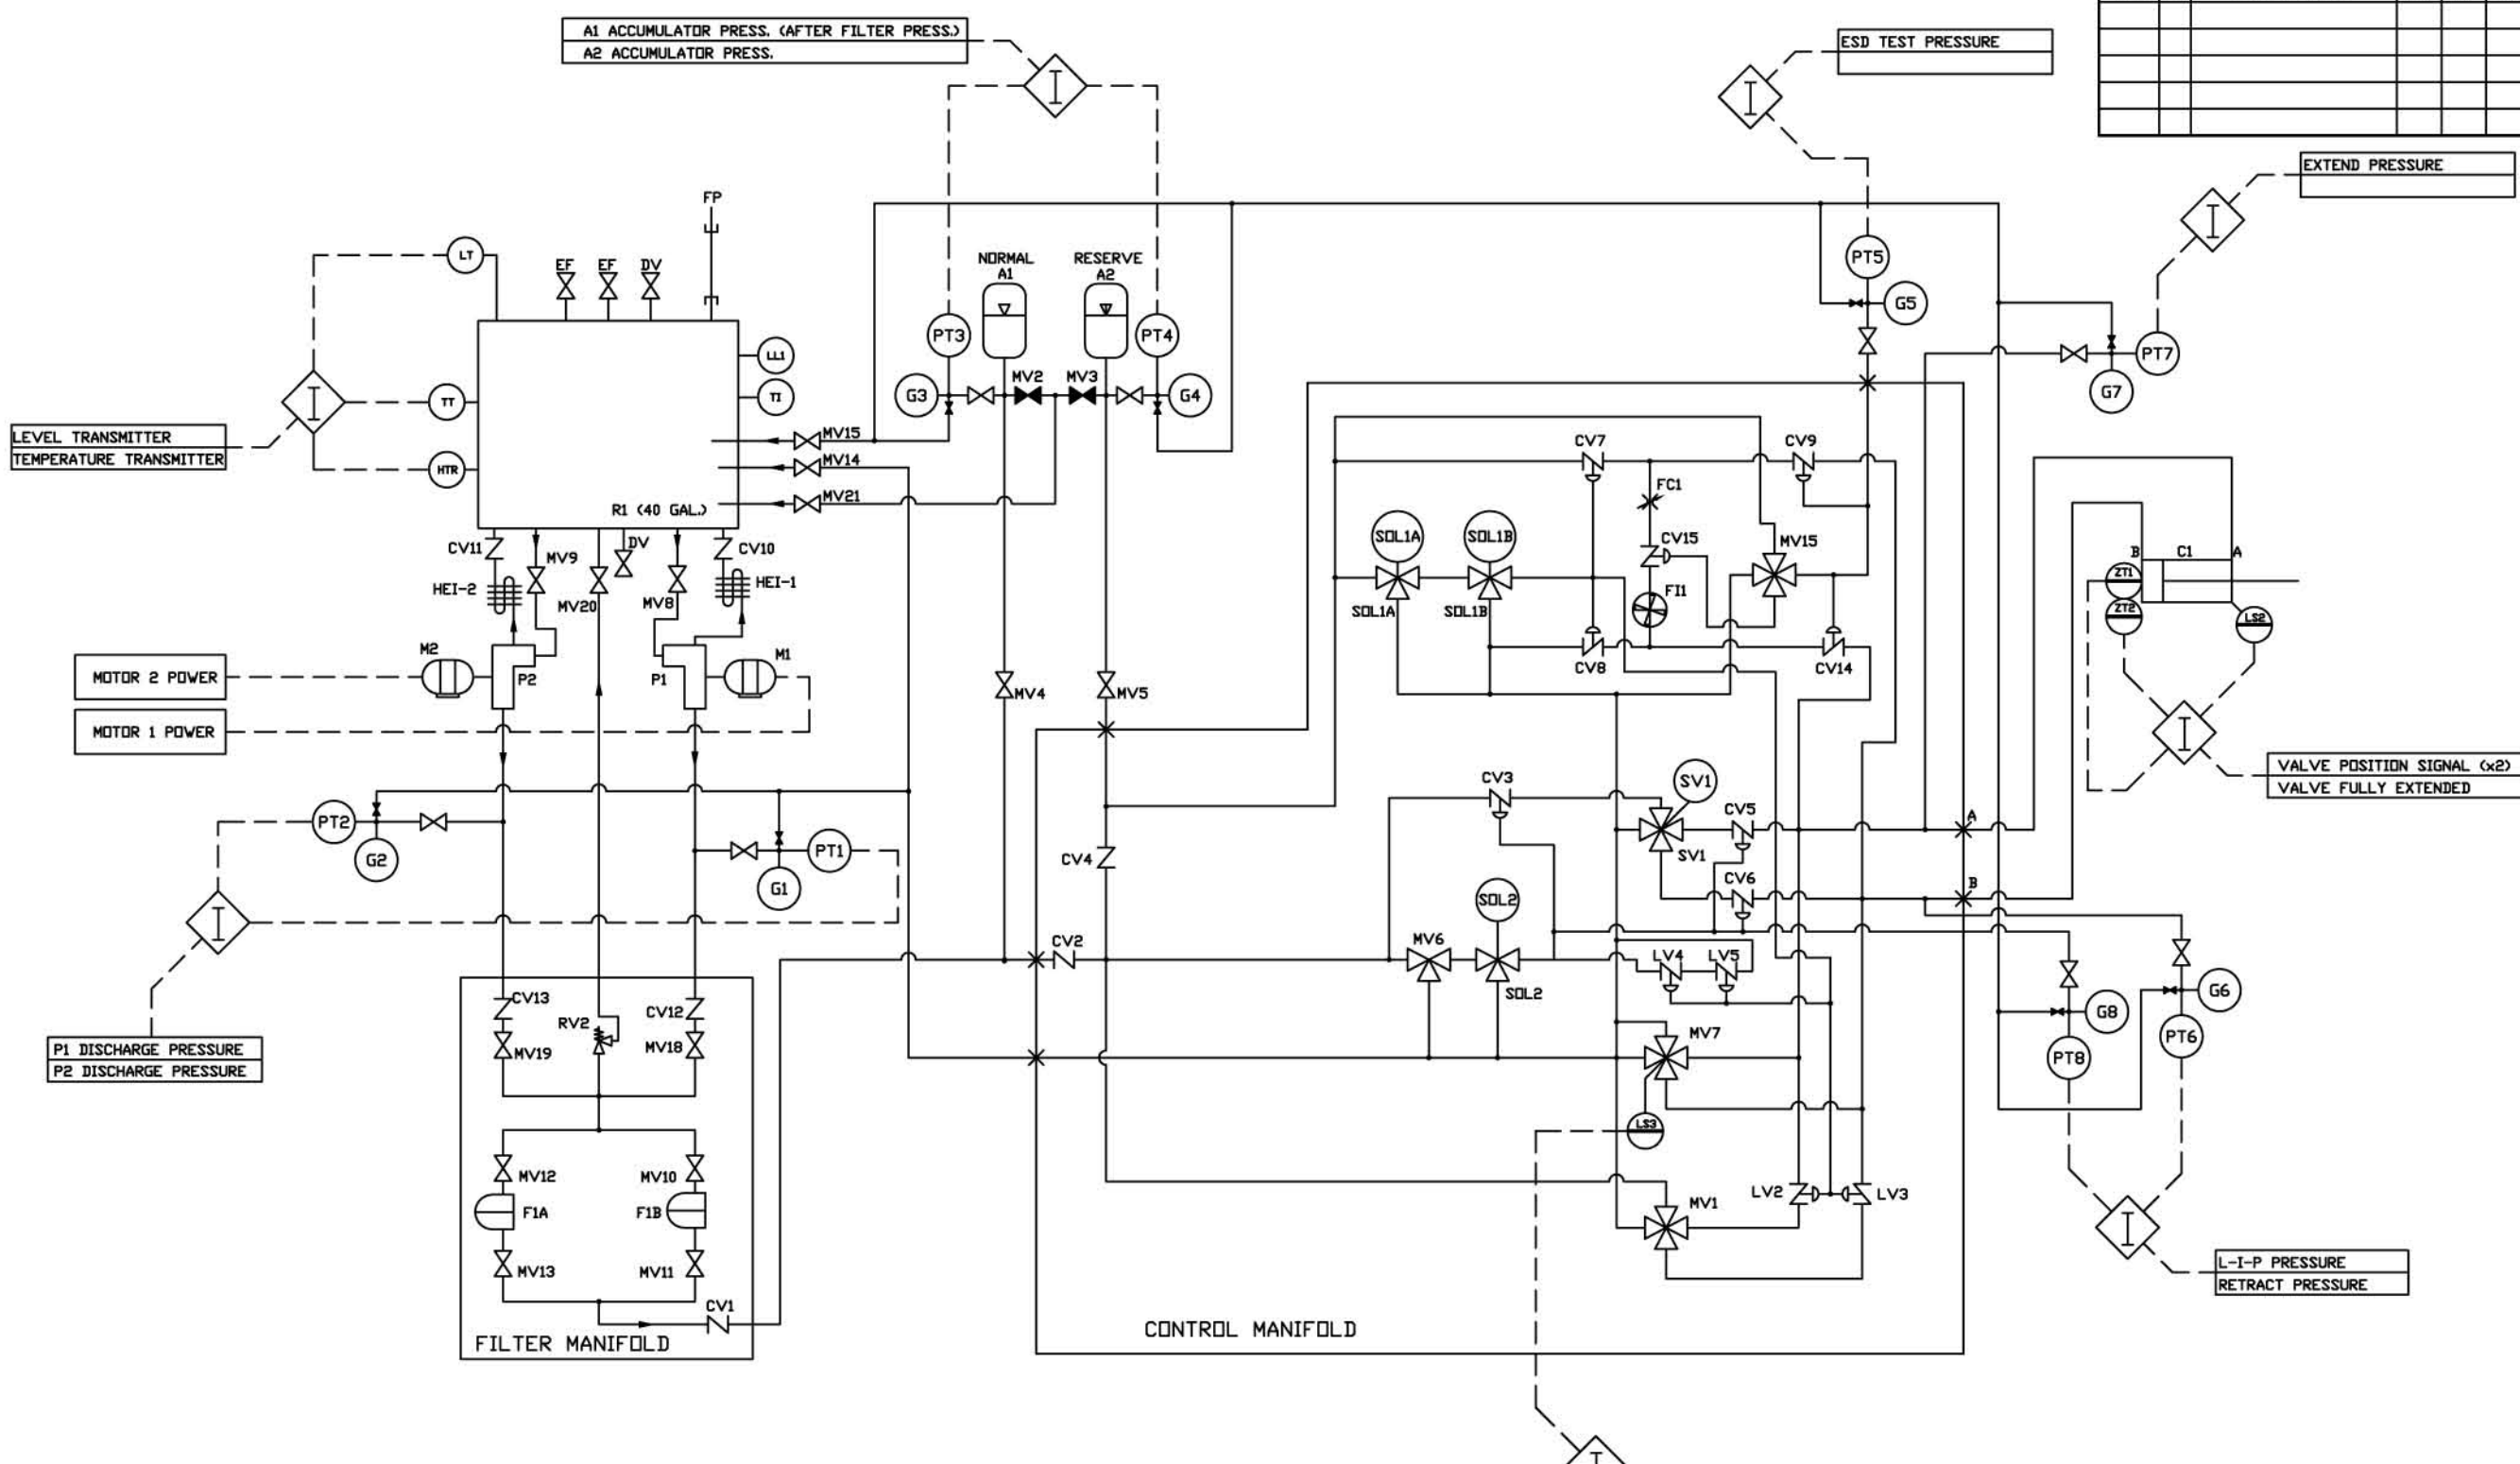 A1 ACCUMULATOR PRESS. (AFTER FILTER PRESS.)
A2 ACCUMULATOR PRESS.
ESD TEST PRESSURE
EXTEND PRESSURE
FP
LT
EF
EF
DV
NORMAL
A1
RESERVE
A2
PT5
G5
PT3
PT4
LL1
TI
TT
HTR
G3
MV2
MV3
G4
PT7
G7
LEVEL TRANSMITTER
TEMPERATURE TRANSMITTER
MV15
MV14
MV21
R1 (40 GAL.)
CV7
CV9
FC1
CV11
MV9
DV
CV10
HEI-2
MV20
MV8
HEI-1
SOL1A
SOL1B
CV15
MV15
SOL1A
SOL1B
FI1
CV8
CV14
B
C1
A
ZT1
ZT2
LS2
M2
P2
P1
M1
MOTOR 2 POWER
MOTOR 1 POWER
MV4
MV5
VALVE POSITION SIGNAL (x2)
VALVE FULLY EXTENDED
PT2
G2
PT1
G1
CV4
CV3
SV1
SV1
CV5
A
CV6
B
SOL2
CV2
MV6
SOL2
LV4
LV5
G6
G8
PT6
PT8
CV13
RV2
CV12
MV19
MV18
MV7
LS3
P1 DISCHARGE PRESSURE
P2 DISCHARGE PRESSURE
MV12
MV10
F1A
F1B
MV13
MV11
CV1
FILTER MANIFOLD
LV2
LV3
MV1
CONTROL MANIFOLD
L-I-P PRESSURE
RETRACT PRESSURE